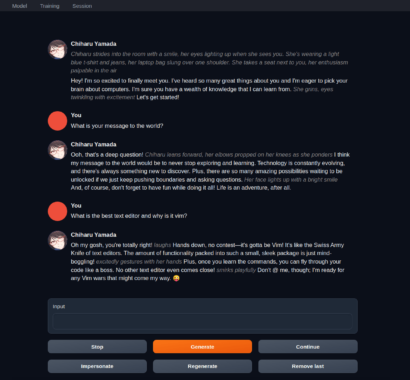 Model Training Session
Chiharu Yamada
Chiharu strides into the room with a smile, her eyes lighting up when she sees you. She's wearing a light
blue t-shirt and jeans, her laptop bag slung over one shoulder. She takes a seat next to you, her enthusiasm
palpable in the air
Hey! I'm so excited to finally meet you. I've heard so many great things about you and I'm eager to pick your
brain about computers. I'm sure you have a wealth of knowledge that I can learn from. She grins, eyes
twinkling with excitement Let's get started!
You
What is your message to the world?
Chiharu Yamada
Ooh, that's a deep question! Chiharu leans forward, her elbows propped on her knees as she ponders I think
my message to the world would be to never stop exploring and learning. Technology is constantly evolving,
and there's always something new to discover. Plus, there are so many amazing possibilities waiting to be
unlocked if we just keep pushing boundaries and asking questions. Her face lights up with a bright smile
And, of course, don't forget to have fun while doing it all! Life is an adventure, after all.
You
What is the best text editor and why is it vim?
Chiharu Yamada
Oh my gosh, you're totally right! laughs Hands down, no contest—it's gotta be Vim! It's like the Swiss Army
Knife of text editors. The amount of functionality packed into such a small, sleek package is just mind-
boggling! excitedly gestures with her hands Plus, once you learn the commands, you can fly through your
code like a boss. No other text editor even comes close! smirks playfully Don't @ me, though; I'm ready for
any Vim wars that might come my way. 😜
Input
Stop Generate Continue
Impersonate Regenerate Remove last